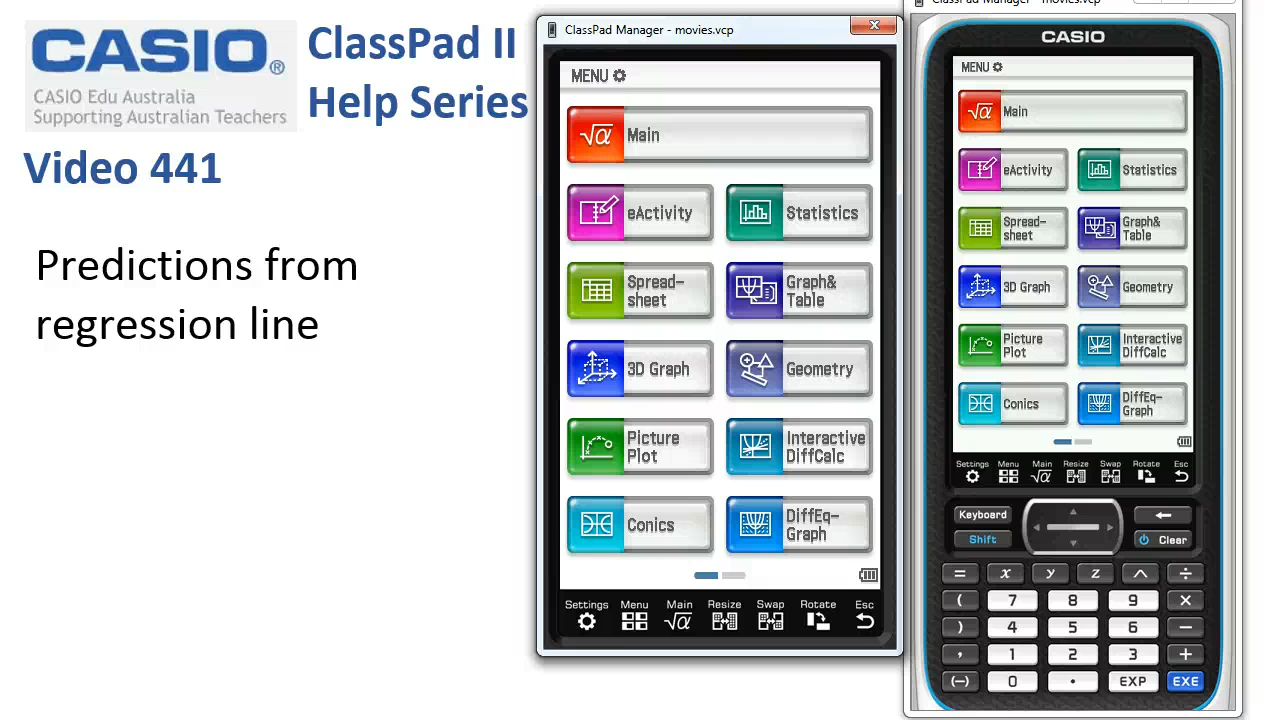 CASIO®
CASIO Edu Australia
Supporting Australian Teachers
ClassPad II
Help Series
Video 441
Predictions from
regression line
ClassPad Manager - movies.vcp
MENU
Main
eActivity
Statistics
Spread-
sheet
Graph&
Table
3D Graph
Geometry
Picture
Plot
Interactive
DiffCalc
Conics
DiffEq-
Graph
Settings Menu Main Resize Swap Rotate Esc
√α
ClassPad Manager - movies.vcp
CASIO
MENU
Main
eActivity
Statistics
Spread-
sheet
Graph&
Table
3D Graph
Geometry
Picture
Plot
Interactive
DiffCalc
Conics
DiffEq-
Graph
Settings Menu Main Resize Swap Rotate Esc
√α
Keyboard
Shift
Clear
= x y z ^ ÷
( 7 8 9 ×
) 4 5 6 −
, 1 2 3 +
(−) 0 . EXP EXE